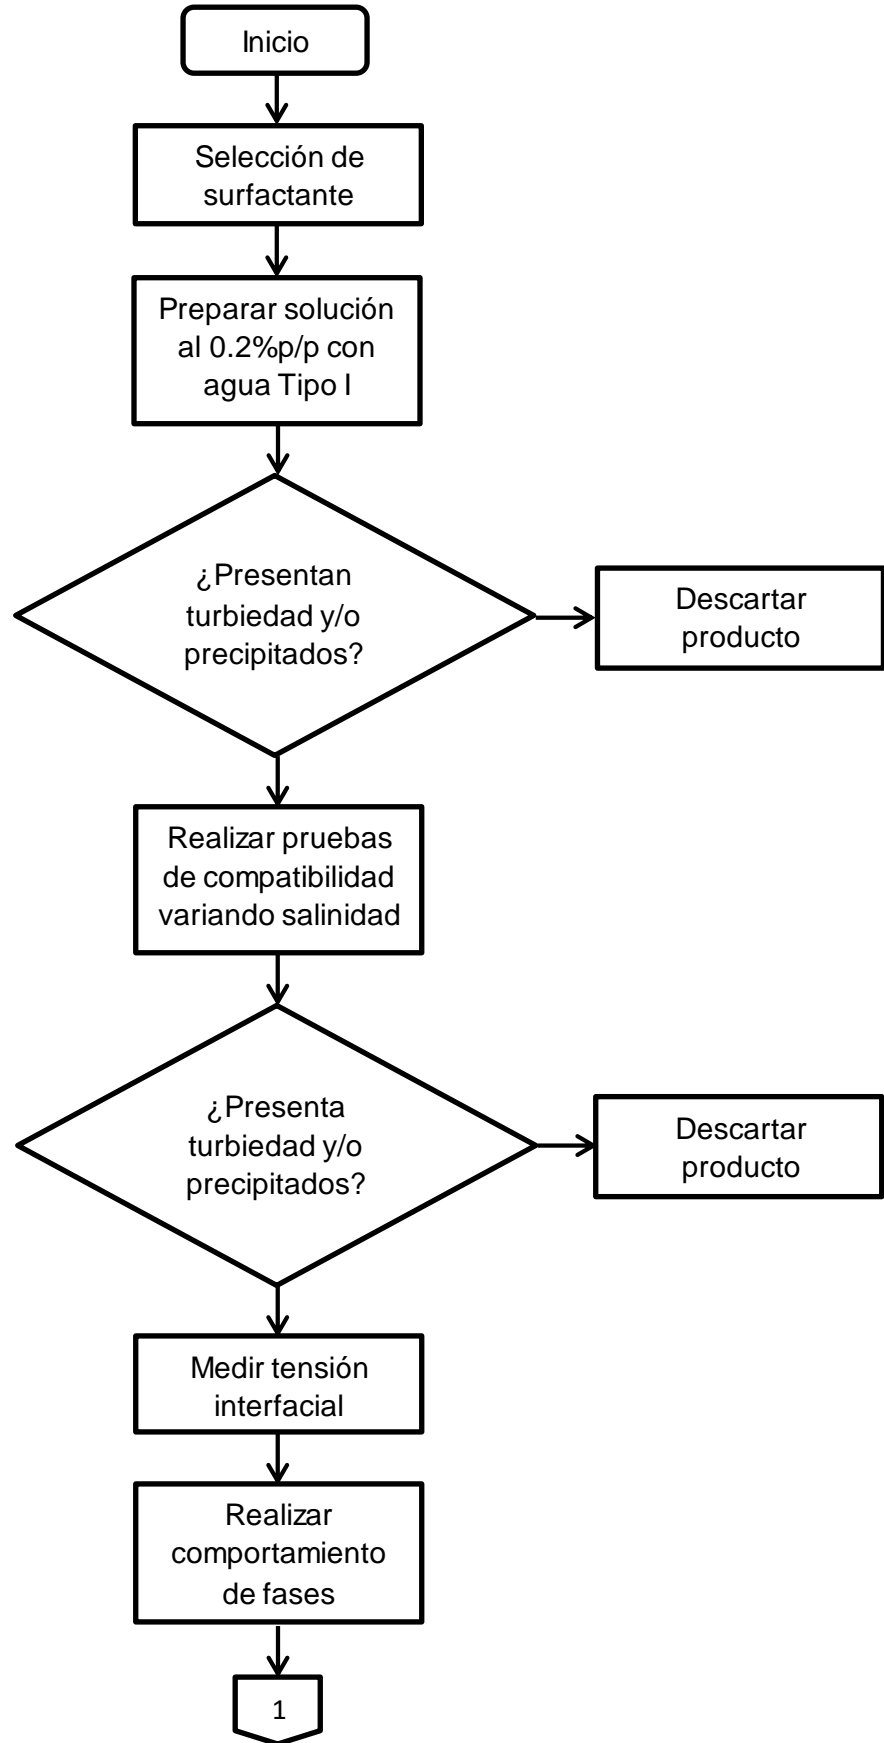 Inicio
Selección de
surfactante
Preparar solución
al 0.2%p/p con
agua Tipo I
¿Presentan
turbiedad y/o
precipitados?
Descartar
producto
Realizar pruebas
de compatibilidad
variando salinidad
¿Presenta
turbiedad y/o
precipitados?
Descartar
producto
Medir tensión
interfacial
Realizar
comportamiento
de fases
1